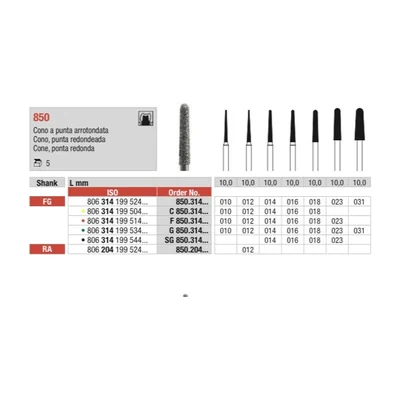 850
Cono a punta arrotondata
Cono, punta redondeada
Cone, ponta redonda
5
Shank L mm 10,0 10,0 10,0 10,0 10,0 10,0 10,0
ISO Order No.
FG 806 314 199 524... 850.314... 010 012 014 016 018 023 031
806 314 199 504... C 850.314... 010 012 014 016 018
806 314 199 514... F 850.314... 010 012 014 016 018 023
806 314 199 534... G 850.314... 010 012 014 016 018 023 031
806 314 199 544... SG 850.314... 014 016 018 023
RA 806 204 199 524... 850.204... 012